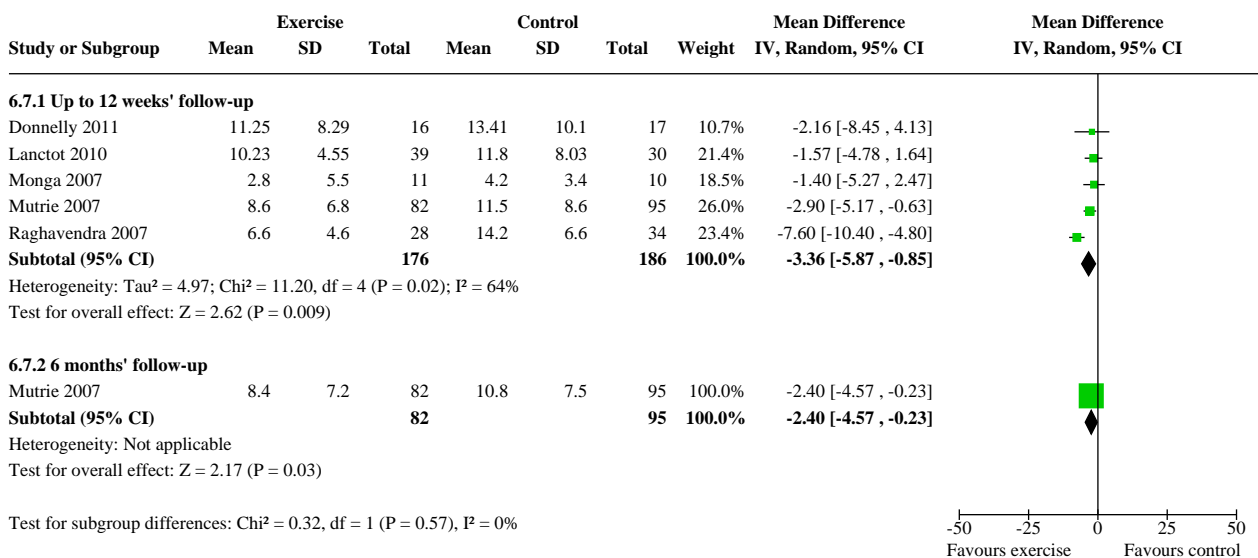 Exercise Control Mean Difference Mean Difference
Study or Subgroup Mean SD Total Mean SD Total Weight IV, Random, 95% CI IV, Random, 95% CI
6.7.1 Up to 12 weeks' follow-up
Donnelly 2011 11.25 8.29 16 13.41 10.1 17 10.7% -2.16 [-8.45 , 4.13]
Lanctot 2010 10.23 4.55 39 11.8 8.03 30 21.4% -1.57 [-4.78 , 1.64]
Monga 2007 2.8 5.5 11 4.2 3.4 10 18.5% -1.40 [-5.27 , 2.47]
Mutrie 2007 8.6 6.8 82 11.5 8.6 95 26.0% -2.90 [-5.17 , -0.63]
Raghavendra 2007 6.6 4.6 28 14.2 6.6 34 23.4% -7.60 [-10.40 , -4.80]
Subtotal (95% CI) 176 186 100.0% -3.36 [-5.87 , -0.85]
Heterogeneity: Tau² = 4.97; Chi² = 11.20, df = 4 (P = 0.02); I² = 64%
Test for overall effect: Z = 2.62 (P = 0.009)
6.7.2 6 months' follow-up
Mutrie 2007 8.4 7.2 82 10.8 7.5 95 100.0% -2.40 [-4.57 , -0.23]
Subtotal (95% CI) 82 95 100.0% -2.40 [-4.57 , -0.23]
Heterogeneity: Not applicable
Test for overall effect: Z = 2.17 (P = 0.03)
Test for subgroup differences: Chi² = 0.32, df = 1 (P = 0.57), I² = 0%
-50 -25 0 25 50
Favours exercise Favours control